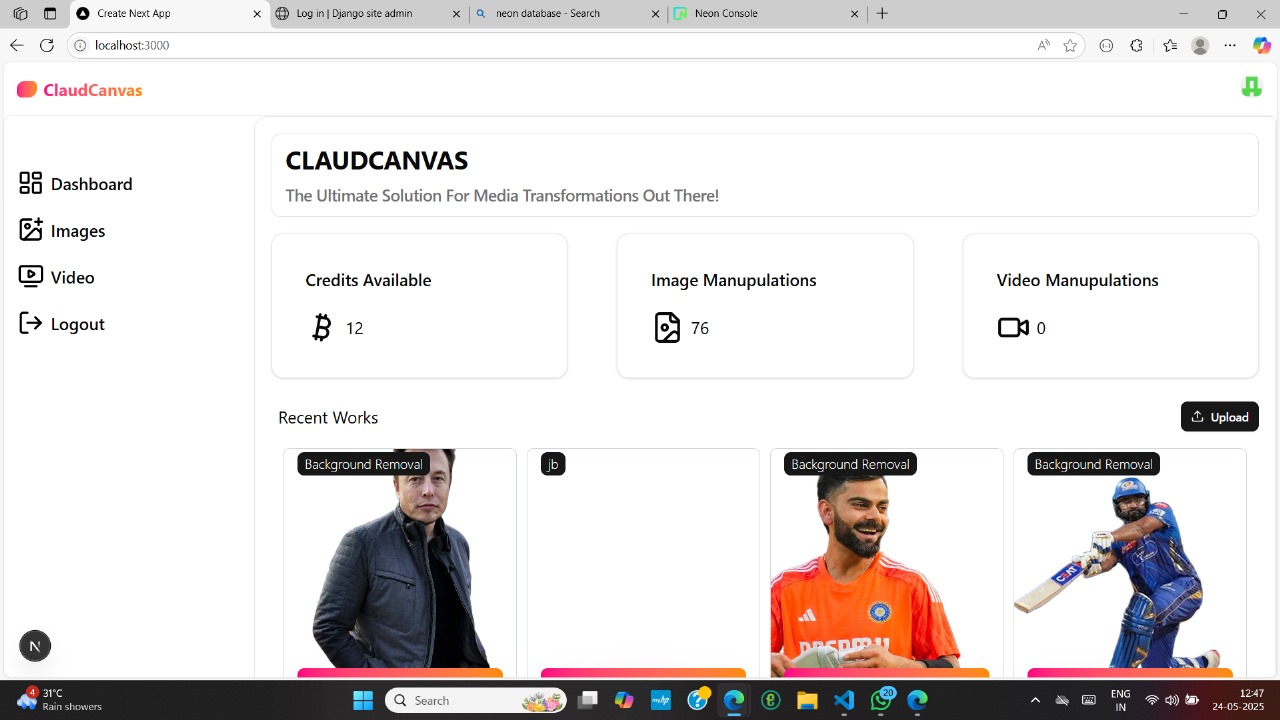 Create Next App
Log in | Django site admin
neon database - Search
Neon Console
localhost:3000
ClaudCanvas
Dashboard
Images
Video
Logout
CLAUDCANVAS
The Ultimate Solution For Media Transformations Out There!
Credits Available
12
Image Manupulations
76
Video Manupulations
0
Recent Works
Upload
Background Removal
jb
Background Removal
Background Removal
N
4
31°C
Rain showers
Search
20
ENG
IN
12:47
24-05-2025